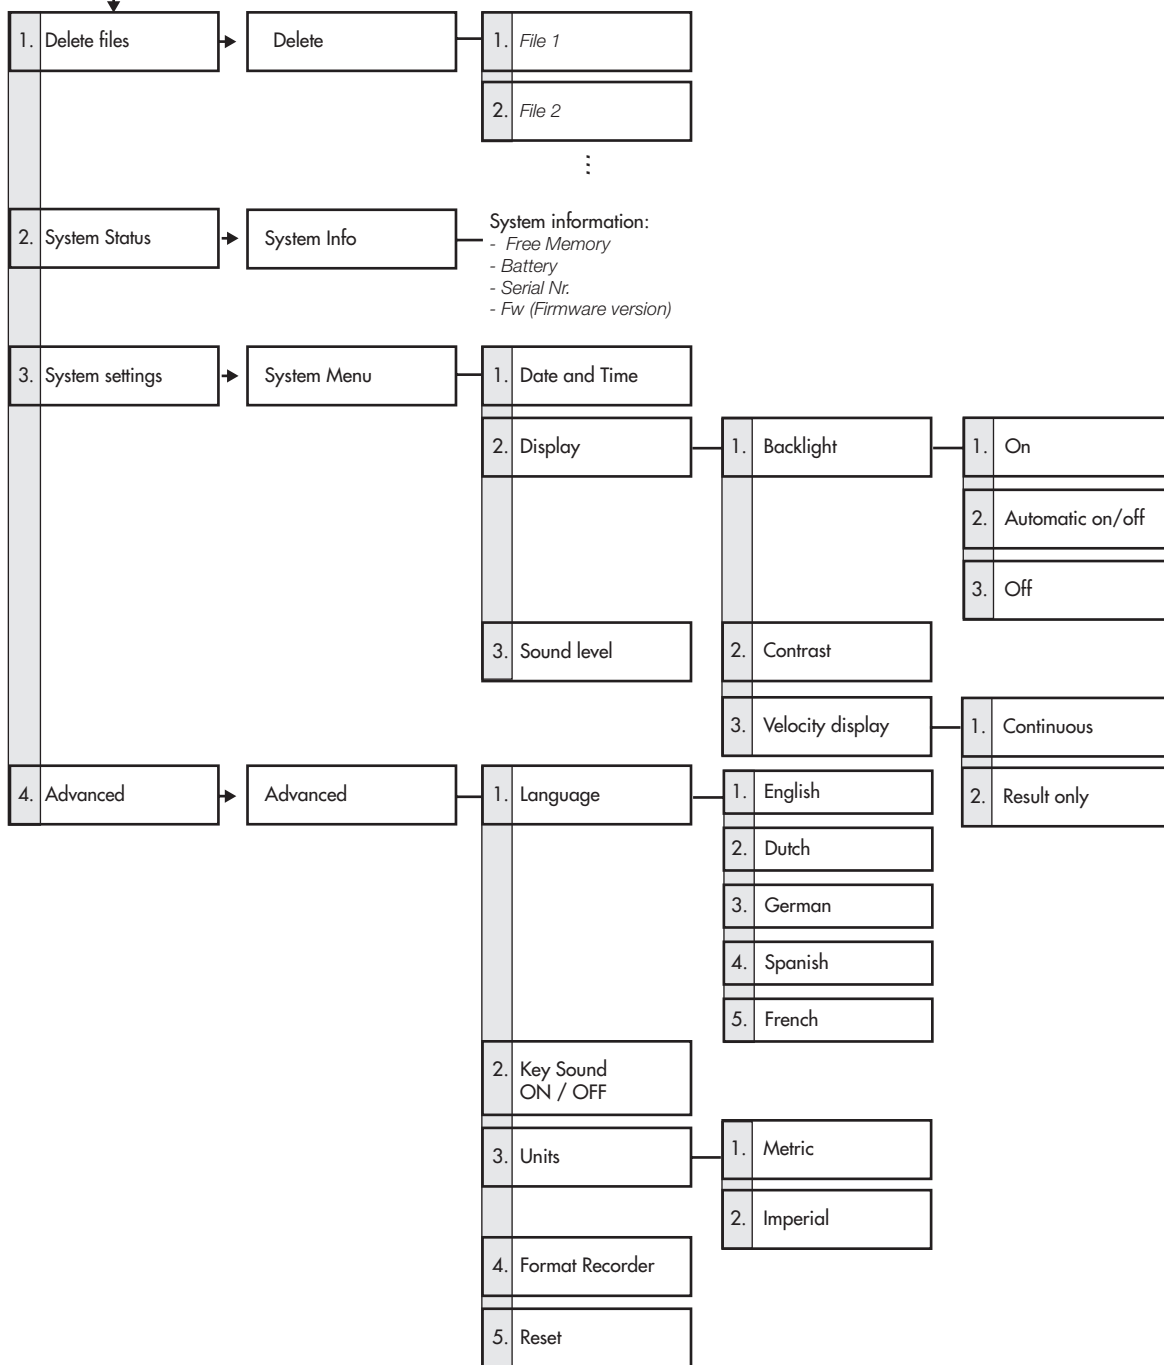 1. Delete files
Delete
1. File 1
2. File 2
⋮
2. System Status
System Info
System information:
- Free Memory
- Battery
- Serial Nr.
- Fw (Firmware version)
3. System settings
System Menu
1. Date and Time
2. Display
1. Backlight
1. On
2. Automatic on/off
3. Off
2. Contrast
3. Velocity display
1. Continuous
2. Result only
3. Sound level
4. Advanced
Advanced
1. Language
1. English
2. Dutch
3. German
4. Spanish
5. French
2. Key Sound
ON / OFF
3. Units
1. Metric
2. Imperial
4. Format Recorder
5. Reset